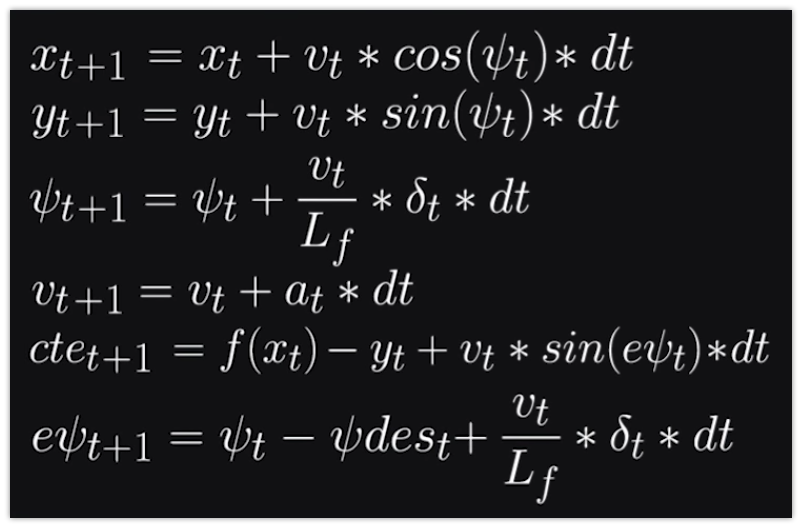 x_{t+1} = x_t + v_t * cos(ψ_t) * dt
y_{t+1} = y_t + v_t * sin(ψ_t) * dt
ψ_{t+1} = ψ_t + \frac{v_t}{L_f} * δ_t * dt
v_{t+1} = v_t + a_t * dt
cte_{t+1} = f(x_t) − y_t + v_t * sin(eψ_t) * dt
eψ_{t+1} = ψ_t − ψdes_t + \frac{v_t}{L_f} * δ_t * dt